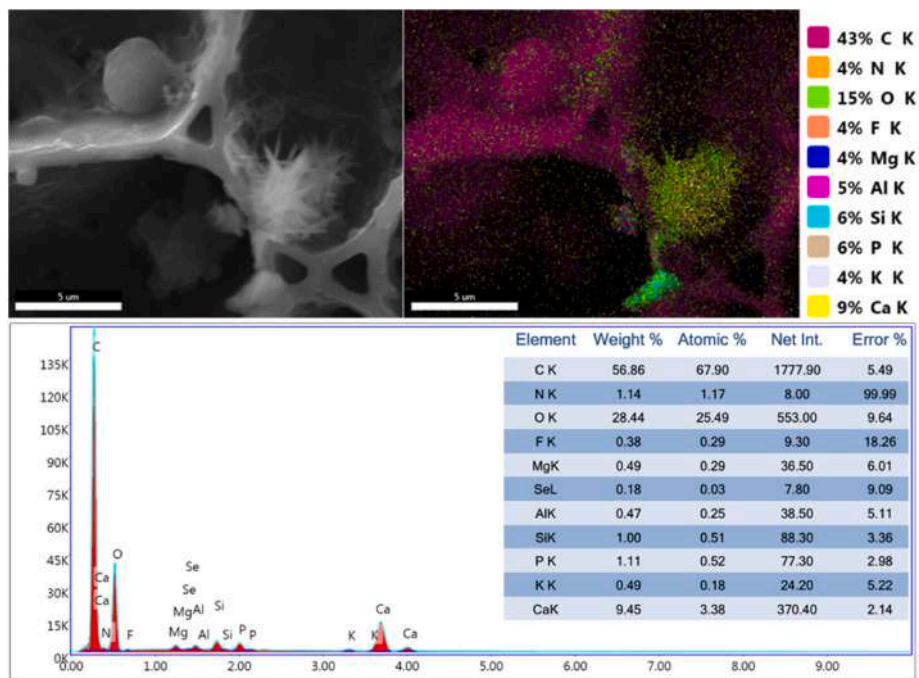 5 um
5 um
43% C K
4% N K
15% O K
4% F K
4% Mg K
5% Al K
6% Si K
6% P K
4% K K
9% Ca K
135K
120K
105K
90K
75K
60K
45K
30K
15K
0K
C
Ca
Ca
N
O
F
Se
Se
Mg Al
Mg
Al
Si
Si
P
P
K
K
Ca
Ca
0.00 1.00 2.00 3.00 4.00 5.00 6.00 7.00 8.00 9.00
Element Weight % Atomic % Net Int. Error %
C K 56.86 67.90 1777.90 5.49
N K 1.14 1.17 8.00 99.99
O K 28.44 25.49 553.00 9.64
F K 0.38 0.29 9.30 18.26
MgK 0.49 0.29 36.50 6.01
SeL 0.18 0.03 7.80 9.09
AlK 0.47 0.25 38.50 5.11
SiK 1.00 0.51 88.30 3.36
P K 1.11 0.52 77.30 2.98
K K 0.49 0.18 24.20 5.22
CaK 9.45 3.38 370.40 2.14